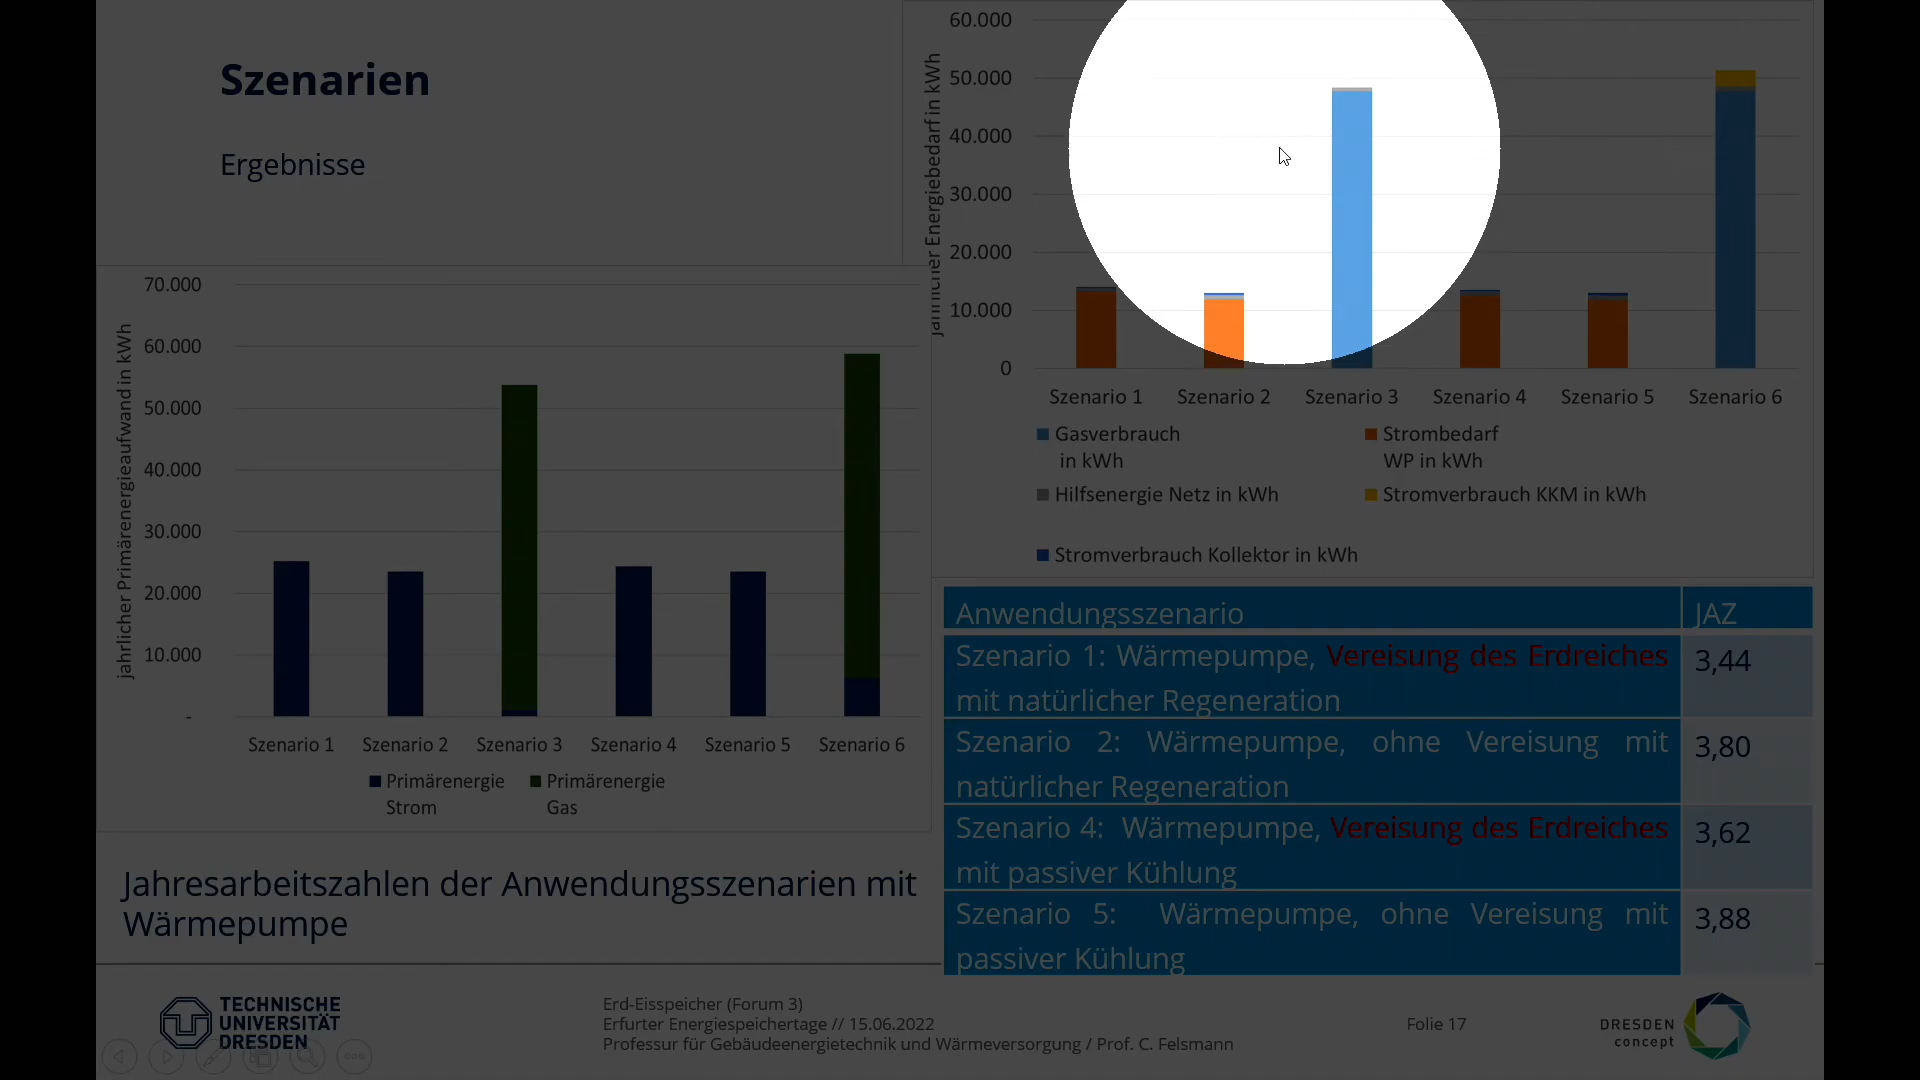 Szenarien
Ergebnisse
70.000
60.000
50.000
40.000
30.000
20.000
10.000
-
jährlicher Primärenergieaufwand in kWh
Szenario 1
Szenario 2
Szenario 3
Szenario 4
Szenario 5
Szenario 6
Primärenergie
Strom
Primärenergie
Gas
60.000
50.000
40.000
30.000
20.000
10.000
0
jährlicher Energiebedarf in kWh
Szenario 1
Szenario 2
Szenario 3
Szenario 4
Szenario 5
Szenario 6
Gasverbrauch
in kWh
Strombedarf
WP in kWh
Hilfsenergie Netz in kWh
Stromverbrauch KKM in kWh
Stromverbrauch Kollektor in kWh
Anwendungsszenario JAZ
Szenario 1: Wärmepumpe, Vereisung des Erdreiches 3,44
mit natürlicher Regeneration
Szenario 2: Wärmepumpe, ohne Vereisung mit 3,80
natürlicher Regeneration
Szenario 4: Wärmepumpe, Vereisung des Erdreiches 3,62
mit passiver Kühlung
Szenario 5: Wärmepumpe, ohne Vereisung mit 3,88
passiver Kühlung
Jahresarbeitszahlen der Anwendungsszenarien mit
Wärmepumpe
TECHNISCHE
UNIVERSITÄT
DRESDEN
Erd-Eisspeicher (Forum 3)
Erfurter Energiespeichertage // 15.06.2022
Professur für Gebäudeenergietechnik und Wärmeversorgung / Prof. C. Felsmann
Folie 17
DRESDEN
concept